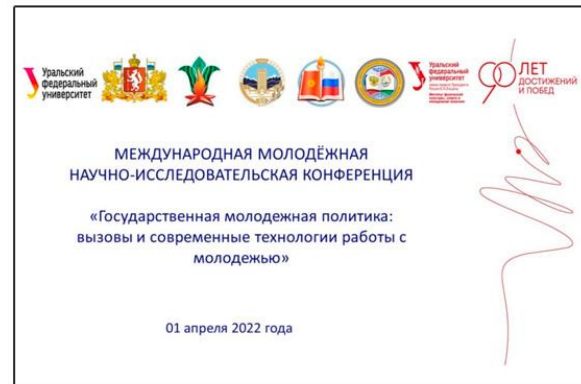 Уральский
федеральный
университет
Уральский
федеральный
университет
90 ЛЕТ
ДОСТИЖЕНИЙ
И ПОБЕД
МЕЖДУНАРОДНАЯ МОЛОДЁЖНАЯ
НАУЧНО-ИССЛЕДОВАТЕЛЬСКАЯ КОНФЕРЕНЦИЯ
«Государственная молодежная политика:
вызовы и современные технологии работы с
молодежью»
01 апреля 2022 года